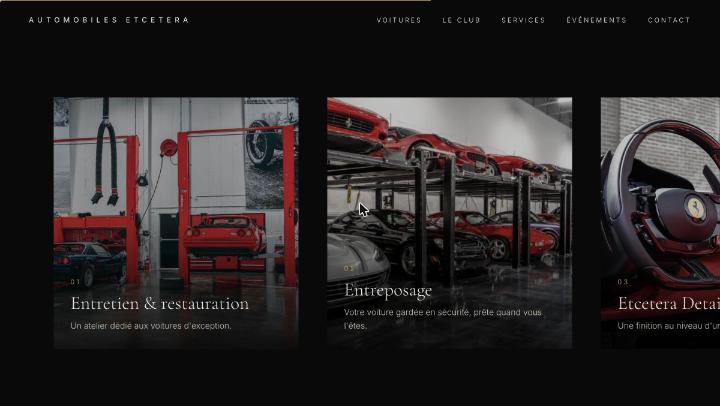 AUTOMOBILES ETCETERA
VOITURES
LE CLUB
SERVICES
ÉVÉNEMENTS
CONTACT
01
Entretien & restauration
Un atelier dédié aux voitures d'exception.
02
Entreposage
Votre voiture gardée en sécurité, prête quand vous
l'êtes.
03
Etcetera Detai
Une finition au niveau d'ur